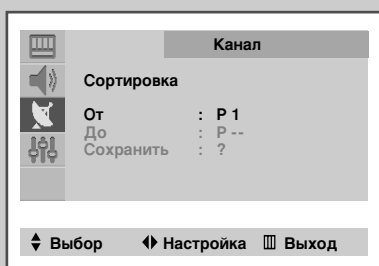 Канал
Сортировка
От : P 1
До : P --
Сохранить : ?
Выбор Настройка Выход